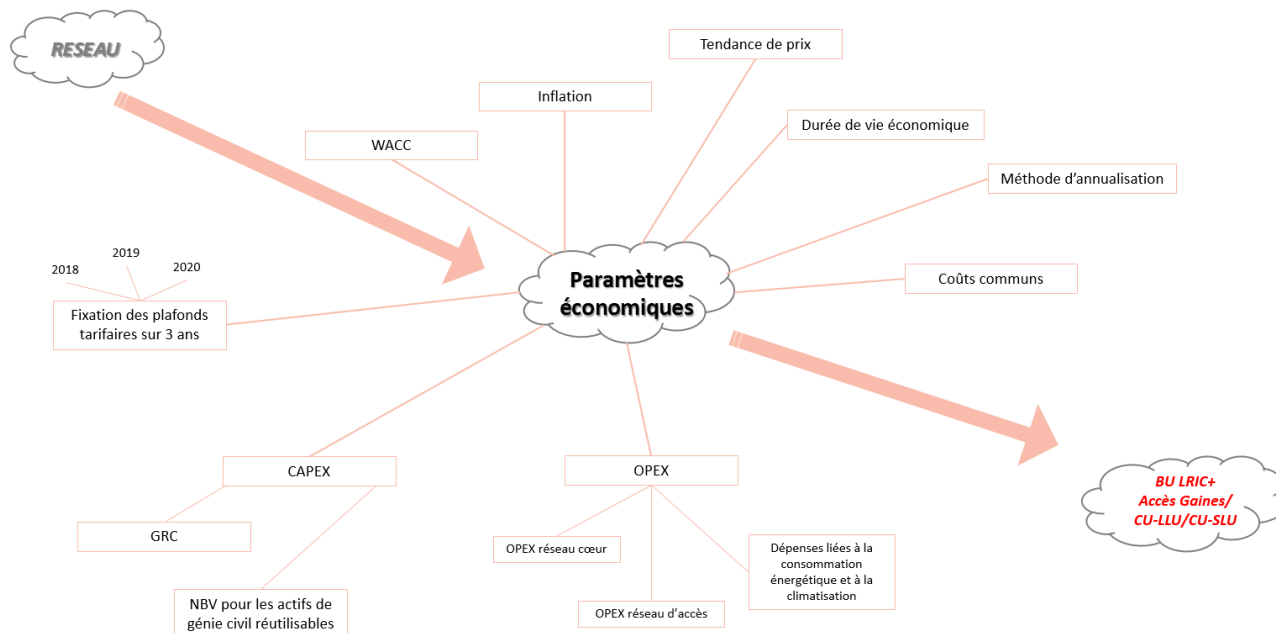 RESEAU
Tendance de prix
Inflation
Durée de vie économique
WACC
Méthode d'annualisation
2018
2019
2020
Fixation des plafonds
tarifaires sur 3 ans
Paramètres
économiques
Coûts communs
CAPEX
OPEX
GRC
NBV pour les actifs de
génie civil réutilisables
OPEX réseau cœur
OPEX réseau d'accès
Dépenses liées à la
consommation
énergétique et à la
climatisation
BU LRIC+
Accès Gaines/
CU-LLU/CU-SLU